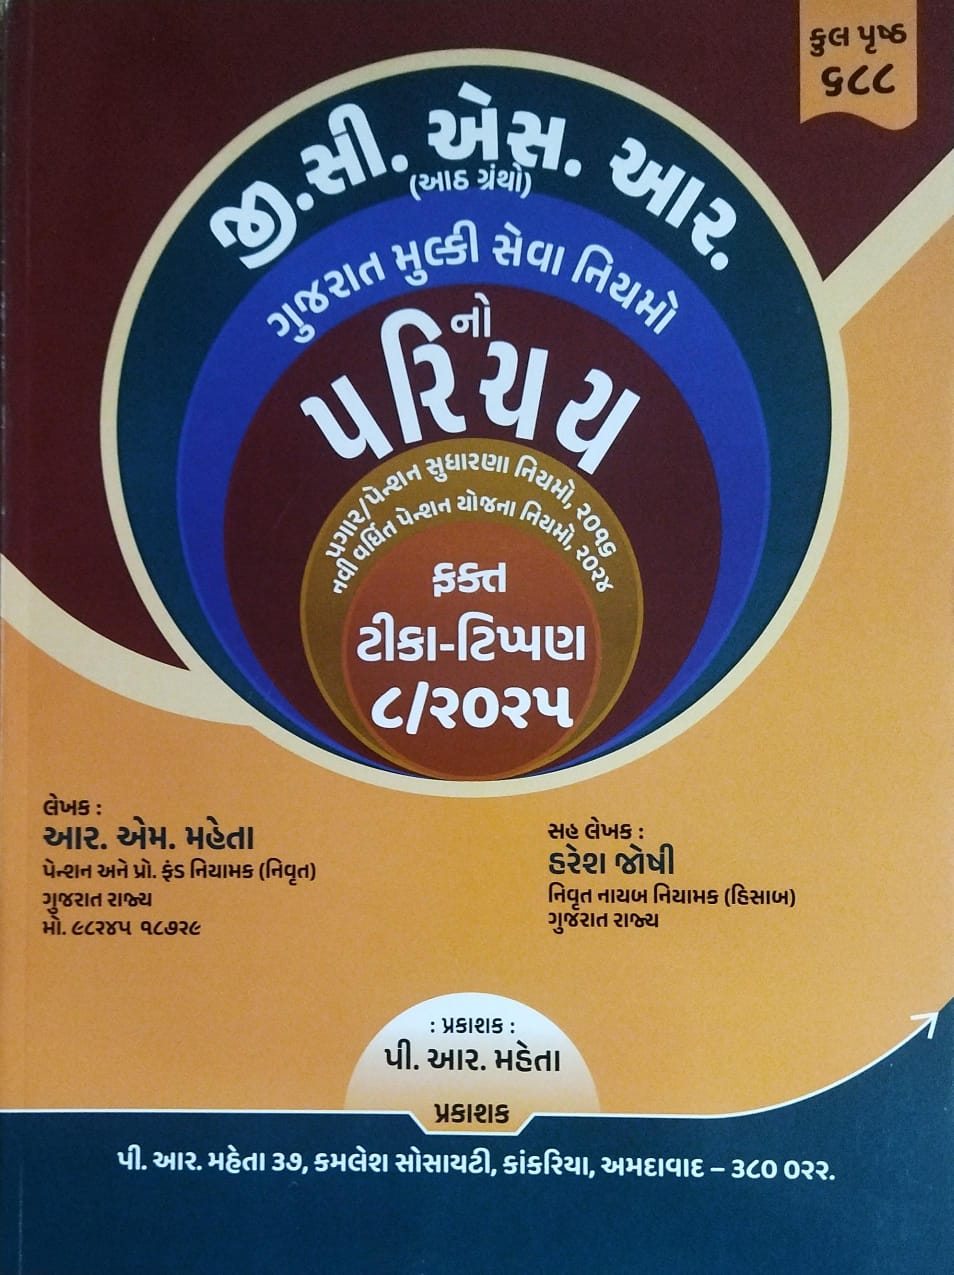 કુલ પૃષ્ઠ
૬૮૮
જી.સી. એસ. આર.
(આઠ ગ્રંથો)
ગુજરાત મુલ્કી સેવા નિયમો
નો
પરિચય
પગાર/પેન્શન સુધારણા નિયમો, ૨૦૧૬
નવી વર્ધિત પેન્શન યોજના નિયમો, ૨૦૨૪
ફક્ત
ટીકા-ટિપ્પણ
૮/૨૦૨૫
લેખક :
આર. એમ. મહેતા
પેન્શન અને પ્રો. ફંડ નિયામક (નિવૃત)
ગુજરાત રાજ્ય
મો. ૯૮૨૪૫ ૧૮૭૨૯
સહ લેખક :
હરેશ જોષી
નિવૃત નાયબ નિયામક (હિસાબ)
ગુજરાત રાજ્ય
: પ્રકાશક :
પી. આર. મહેતા
પ્રકાશક
પી. આર. મહેતા ૩૭, કમલેશ સોસાયટી, કાંકરિયા, અમદાવાદ – ૩૮૦ ૦૨૨.